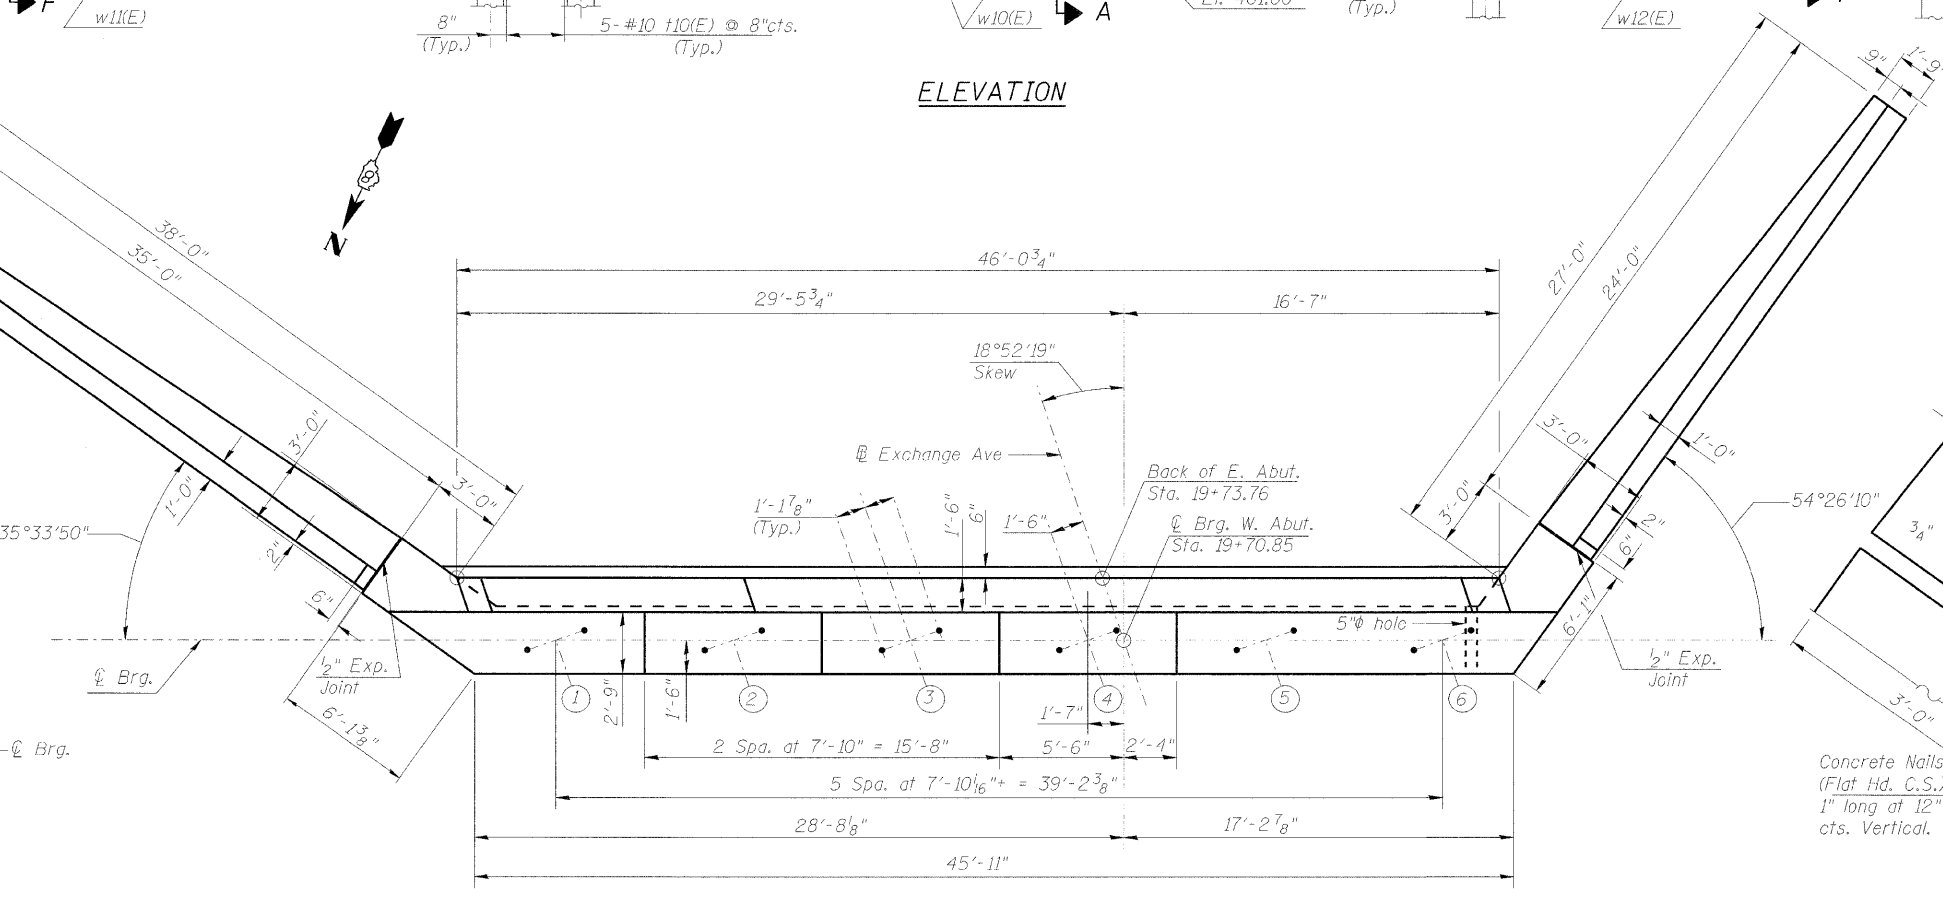 F
w11(E)
8"
(Typ.)
5-#10 t10(E) @ 8"cts.
(Typ.)
w10(E)
A
(Typ.)
w12(E)
ELEVATION
9"
1'-9"
8
N
38'-0"
35'-0"
27'-0"
24'-0"
46'-0¾"
29'-5¾"
16'-7"
18°52'19"
Skew
℞ Exchange Ave
Back of E. Abut.
Sta. 19+73.76
℄ Brg. W. Abut.
Sta. 19+70.85
3'-0"
1'-0"
3'-0"
2"
35°33'50"
6"
1'-1⅞"
(Typ.)
1'-6"
1'-6"
6"
3'-0"
3'-0"
1'-0"
54°26'10"
2"
6"
6'-1"
¾"
5"ϕ hole
½" Exp.
Joint
½" Exp.
Joint
℄ Brg.
6'-1⅜"
1
2
3
4
5
6
2'-9"
1'-6"
1'-7"
3'-0"
℄ Brg.
2 Spa. at 7'-10" = 15'-8"
5'-6"
2'-4"
5 Spa. at 7'-10 1/16"+ = 39'-2⅜"
28'-8⅛"
17'-2⅞"
45'-11"
Concrete Nails
(Flat Hd. C.S.)
1" long at 12"
cts. Vertical.